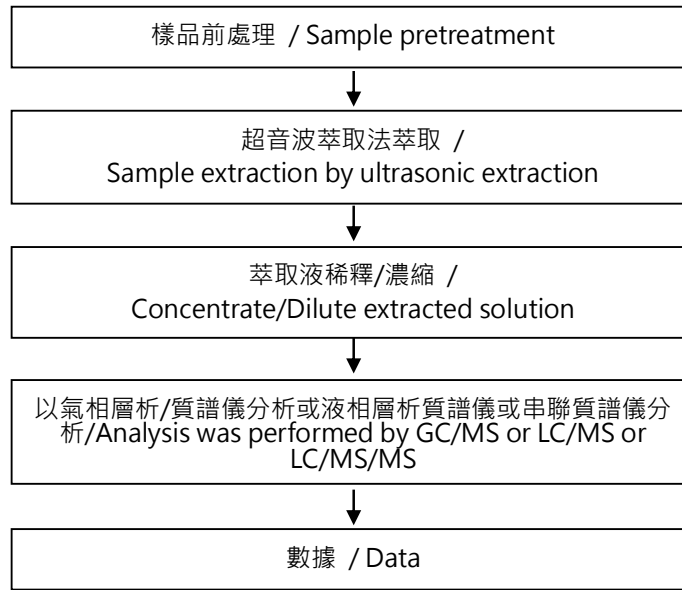 樣品前處理 / Sample pretreatment
超音波萃取法萃取 /
Sample extraction by ultrasonic extraction
萃取液稀釋/濃縮 /
Concentrate/Dilute extracted solution
以氣相層析/質譜儀分析或液相層析質譜儀或串聯質譜儀分
析/Analysis was performed by GC/MS or LC/MS or
LC/MS/MS
數據 / Data